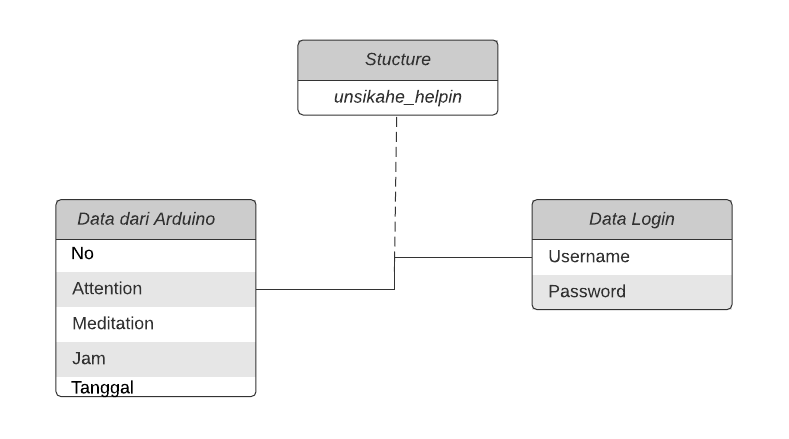 Stucture
unsikahe_helpin
Data dari Arduino
No
Attention
Meditation
Jam
Tanggal
Data Login
Username
Password